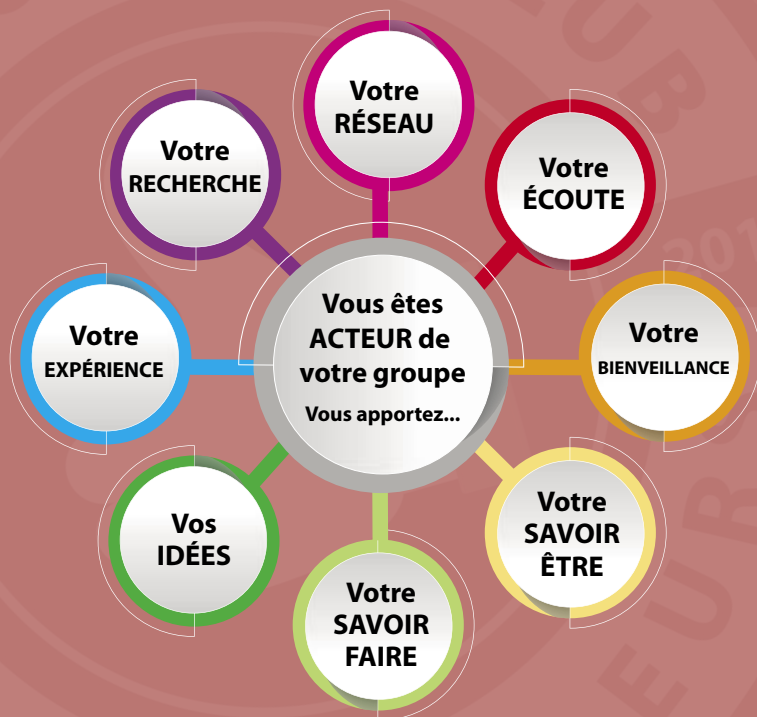 Votre
RÉSEAU
Votre
ÉCOUTE
Votre
BIENVEILLANCE
Votre
SAVOIR
ÊTRE
Votre
SAVOIR
FAIRE
Vos
IDÉES
Votre
EXPÉRIENCE
Votre
RECHERCHE
Vous êtes
ACTEUR de
votre groupe
Vous apportez...